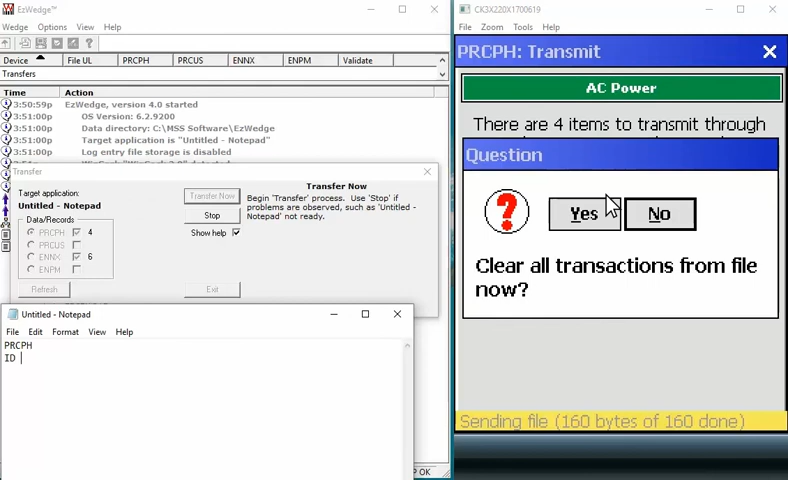 EzWedge™
Wedge Options View Help
Device File UL PRCPH PRCUS ENNX ENPM Validate
Transfers
Time Action
3:50:59p EzWedge, version 4.0 started
3:51:00p OS Version: 6.2.9200
3:51:00p Data directory: C:\MSS Software\EzWedge
3:51:00p Target application is "Untitled - Notepad"
3:51:00p Log entry file storage is disabled
Transfer
Target application:
Untitled - Notepad
Data/Records
PRCPH 4
PRCUS
ENNX 6
ENPM
Refresh
Transfer Now
Stop
Show help
Exit
Transfer Now
Begin 'Transfer' process. Use 'Stop' if
problems are observed, such as 'Untitled -
Notepad' not ready.
Untitled - Notepad
File Edit Format View Help
PRCPH
ID
OK
CK3X220X1700619
File Zoom Tools Help
PRCPH: Transmit
AC Power
There are 4 items to transmit through
Question
Yes No
Clear all transactions from file
now?
Sending file (160 bytes of 160 done)